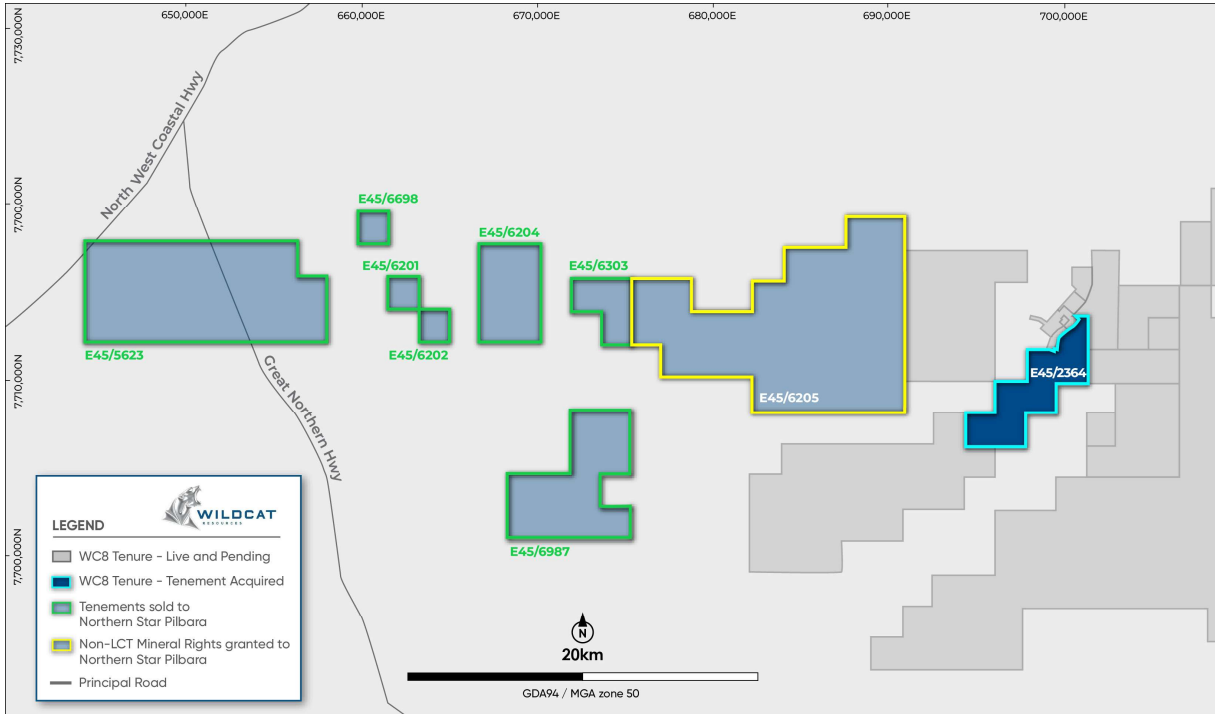 650,000E
660,000E
670,000E
680,000E
690,000E
700,000E
7,730,000N
7,700,000N
7,710,000N
7,700,000N
North West Coastal Hwy
Great Northern Hwy
E45/6698
E45/6204
E45/6201
E45/6303
E45/5623
E45/6202
E45/2364
E45/6205
E45/6987
WILDCAT
RESOURCES
LEGEND
WC8 Tenure - Live and Pending
WC8 Tenure - Tenement Acquired
Tenements sold to
Northern Star Pilbara
Non-LCT Mineral Rights granted to
Northern Star Pilbara
Principal Road
N
20km
GDA94 / MGA zone 50